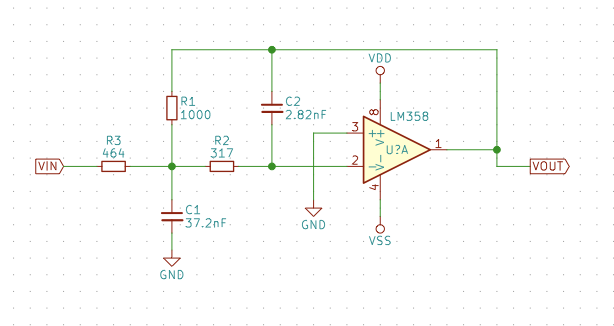 VDD
R1
1000
C2
2.82nF
8
LM358
3
+
V+
U?A
1
R3
464
R2
317
2
-
V-
4
VIN
VOUT
C1
37.2nF
GND
VSS
GND